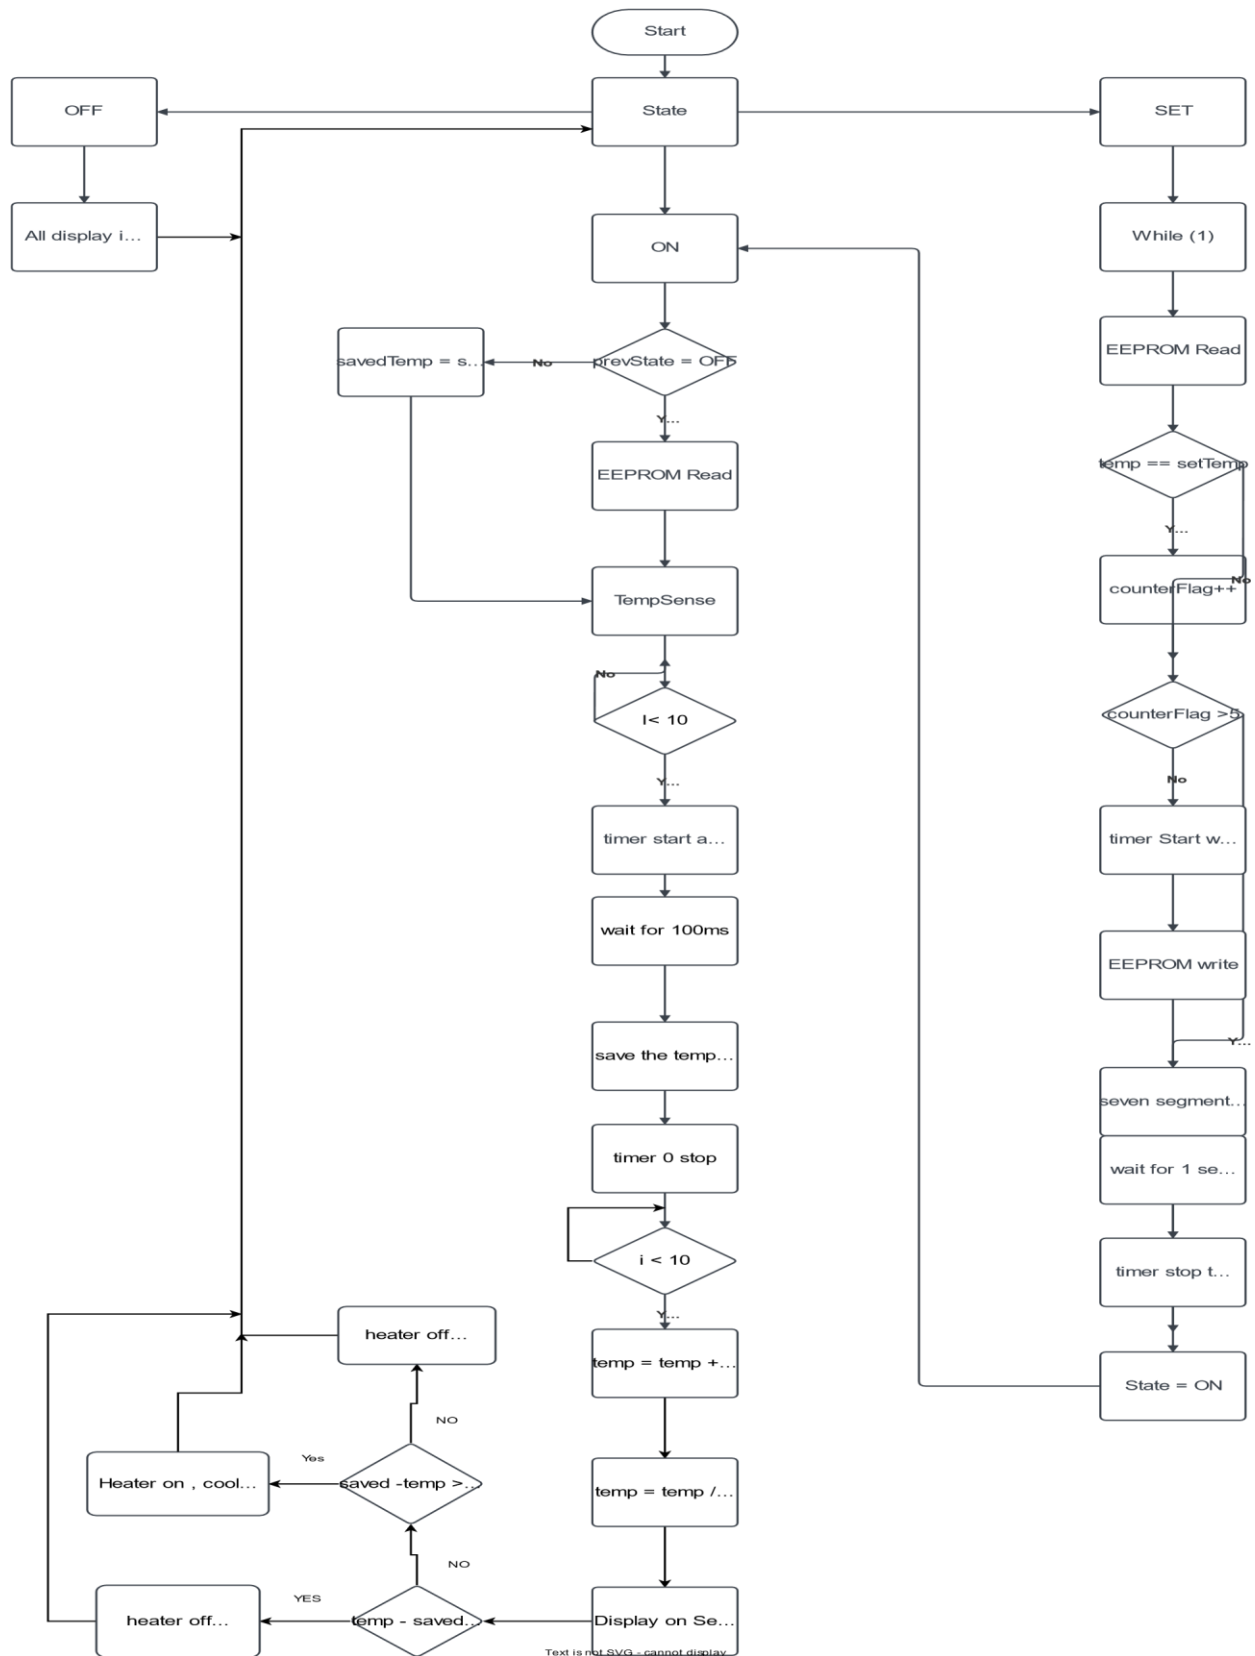 Start
OFF
State
SET
All display i...
ON
While (1)
savedTemp = s...
No
prevState = OFF
EEPROM Read
Y...
EEPROM Read
temp == setTemp
Y...
TempSense
No
counterFlag++
No
I< 10
counterFlag >5
Y...
No
timer start a...
timer Start w...
wait for 100ms
EEPROM write
save the temp...
Y...
seven segment...
timer 0 stop
wait for 1 se...
i < 10
timer stop t...
Y...
heater off...
temp = temp +...
State = ON
NO
Yes
Heater on , cool...
saved -temp >...
temp = temp /...
NO
YES
heater off...
temp - saved...
Display on Se...
Text is not SVG - cannot display